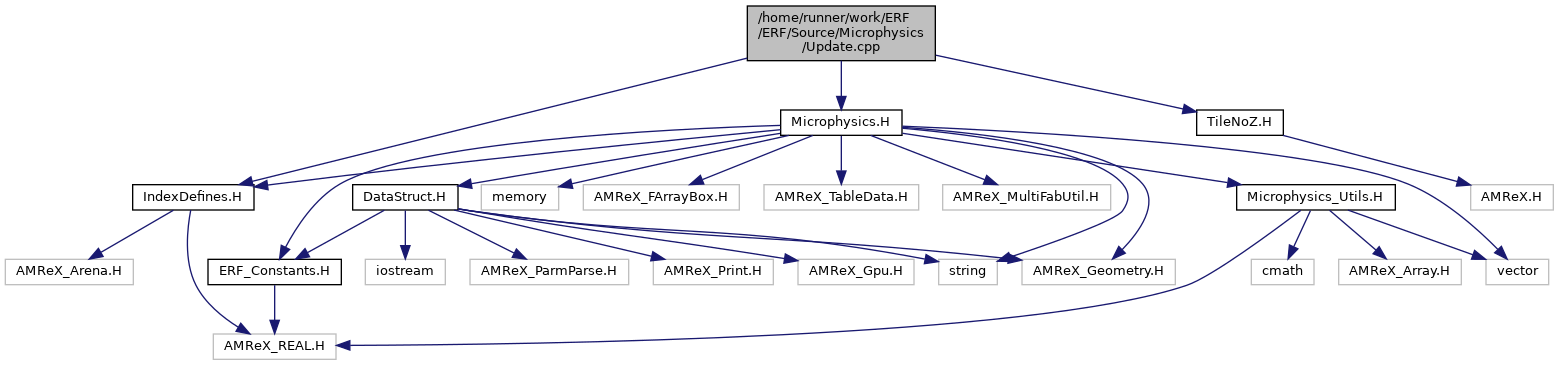 /home/runner/work/ERF
/ERF/Source/Microphysics
/Update.cpp
Microphysics.H
TileNoZ.H
IndexDefines.H
DataStruct.H
memory
AMReX_FArrayBox.H
AMReX_TableData.H
AMReX_MultiFabUtil.H
Microphysics_Utils.H
AMReX.H
AMReX_Arena.H
ERF_Constants.H
iostream
AMReX_ParmParse.H
AMReX_Print.H
AMReX_Gpu.H
string
AMReX_Geometry.H
cmath
AMReX_Array.H
vector
AMReX_REAL.H